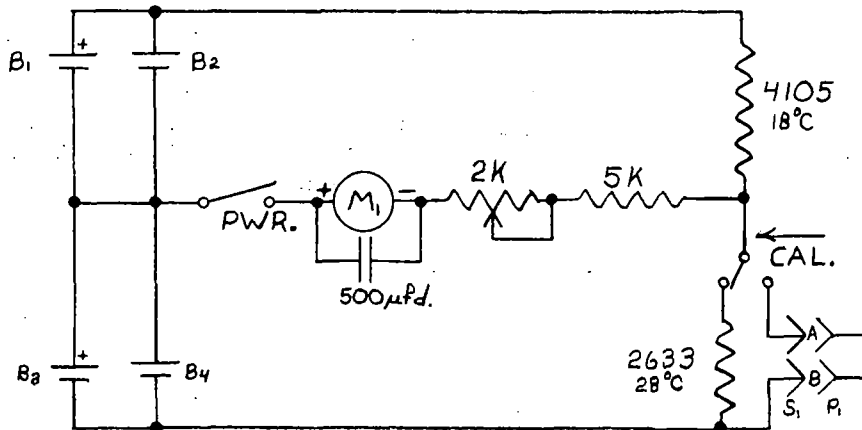 B1
+
B2
4105
18°C
2K
5K
+
M1
-
PWR.
CAL.
500µfd.
B3
+
B4
2633
28°C
A
B
S1
P1